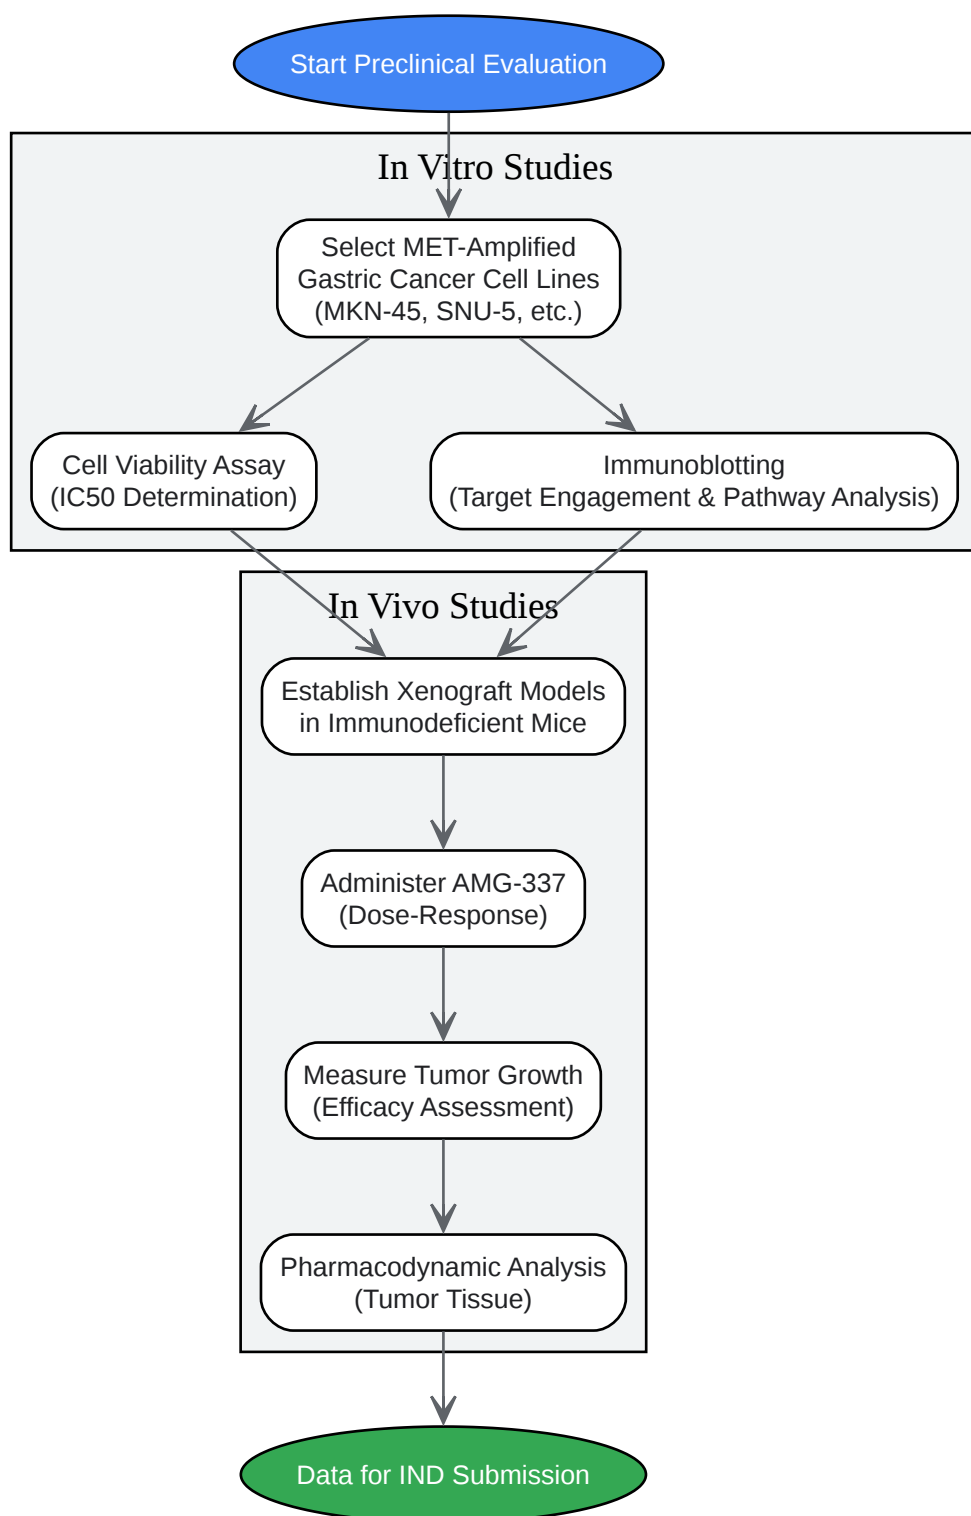 Start Preclinical Evaluation
In Vitro Studies
Select MET-Amplified
Gastric Cancer Cell Lines
(MKN-45, SNU-5, etc.)
Cell Viability Assay
(IC50 Determination)
Immunoblotting
(Target Engagement & Pathway Analysis)
In Vivo Studies
Establish Xenograft Models
in Immunodeficient Mice
Administer AMG-337
(Dose-Response)
Measure Tumor Growth
(Efficacy Assessment)
Pharmacodynamic Analysis
(Tumor Tissue)
Data for IND Submission